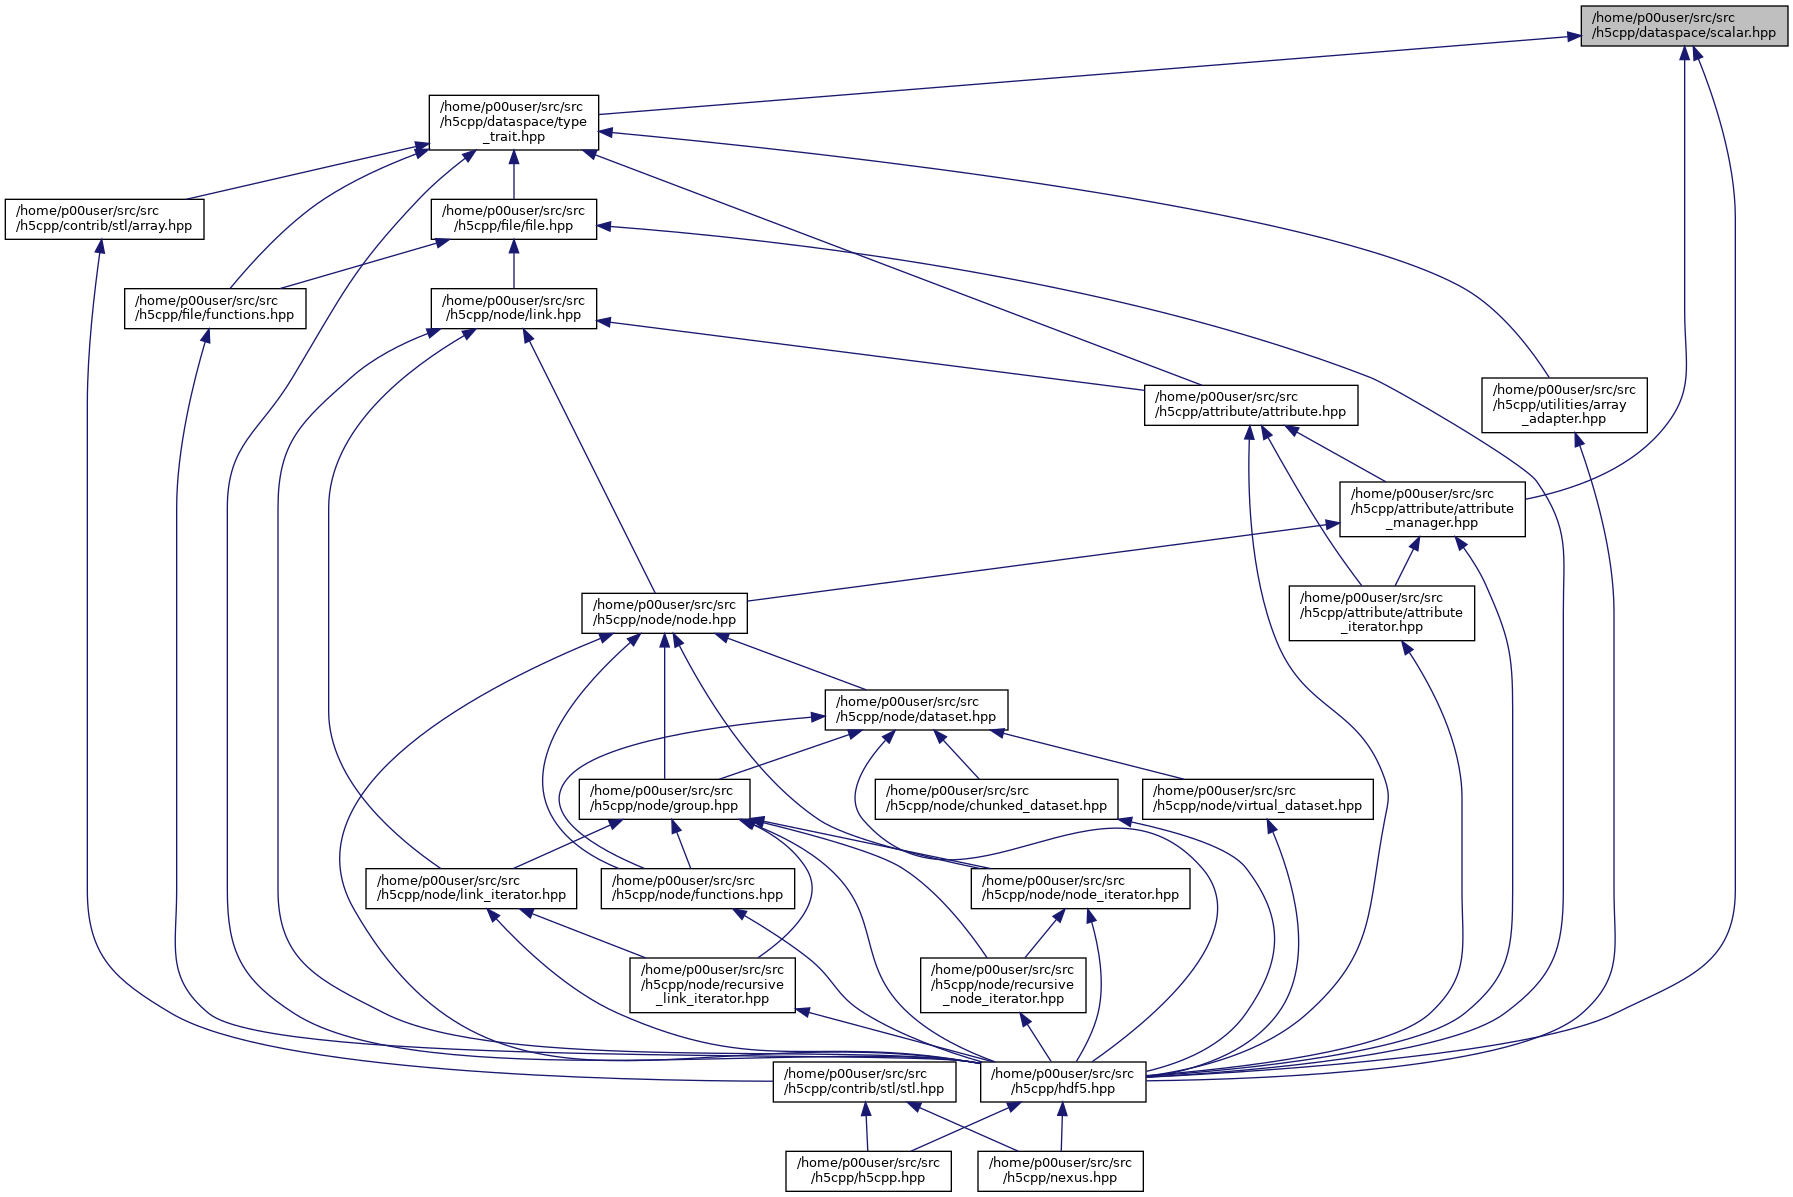 /home/p00user/src/src
/h5cpp/dataspace/scalar.hpp
/home/p00user/src/src
/h5cpp/dataspace/type
_trait.hpp
/home/p00user/src/src
/h5cpp/contrib/stl/array.hpp
/home/p00user/src/src
/h5cpp/file/file.hpp
/home/p00user/src/src
/h5cpp/file/functions.hpp
/home/p00user/src/src
/h5cpp/node/link.hpp
/home/p00user/src/src
/h5cpp/attribute/attribute.hpp
/home/p00user/src/src
/h5cpp/utilities/array
_adapter.hpp
/home/p00user/src/src
/h5cpp/attribute/attribute
_manager.hpp
/home/p00user/src/src
/h5cpp/node/node.hpp
/home/p00user/src/src
/h5cpp/attribute/attribute
_iterator.hpp
/home/p00user/src/src
/h5cpp/node/dataset.hpp
/home/p00user/src/src
/h5cpp/node/group.hpp
/home/p00user/src/src
/h5cpp/node/chunked_dataset.hpp
/home/p00user/src/src
/h5cpp/node/virtual_dataset.hpp
/home/p00user/src/src
/h5cpp/node/link_iterator.hpp
/home/p00user/src/src
/h5cpp/node/functions.hpp
/home/p00user/src/src
/h5cpp/node/node_iterator.hpp
/home/p00user/src/src
/h5cpp/node/recursive
_link_iterator.hpp
/home/p00user/src/src
/h5cpp/node/recursive
_node_iterator.hpp
/home/p00user/src/src
/h5cpp/contrib/stl/stl.hpp
/home/p00user/src/src
/h5cpp/hdf5.hpp
/home/p00user/src/src
/h5cpp/h5cpp.hpp
/home/p00user/src/src
/h5cpp/nexus.hpp